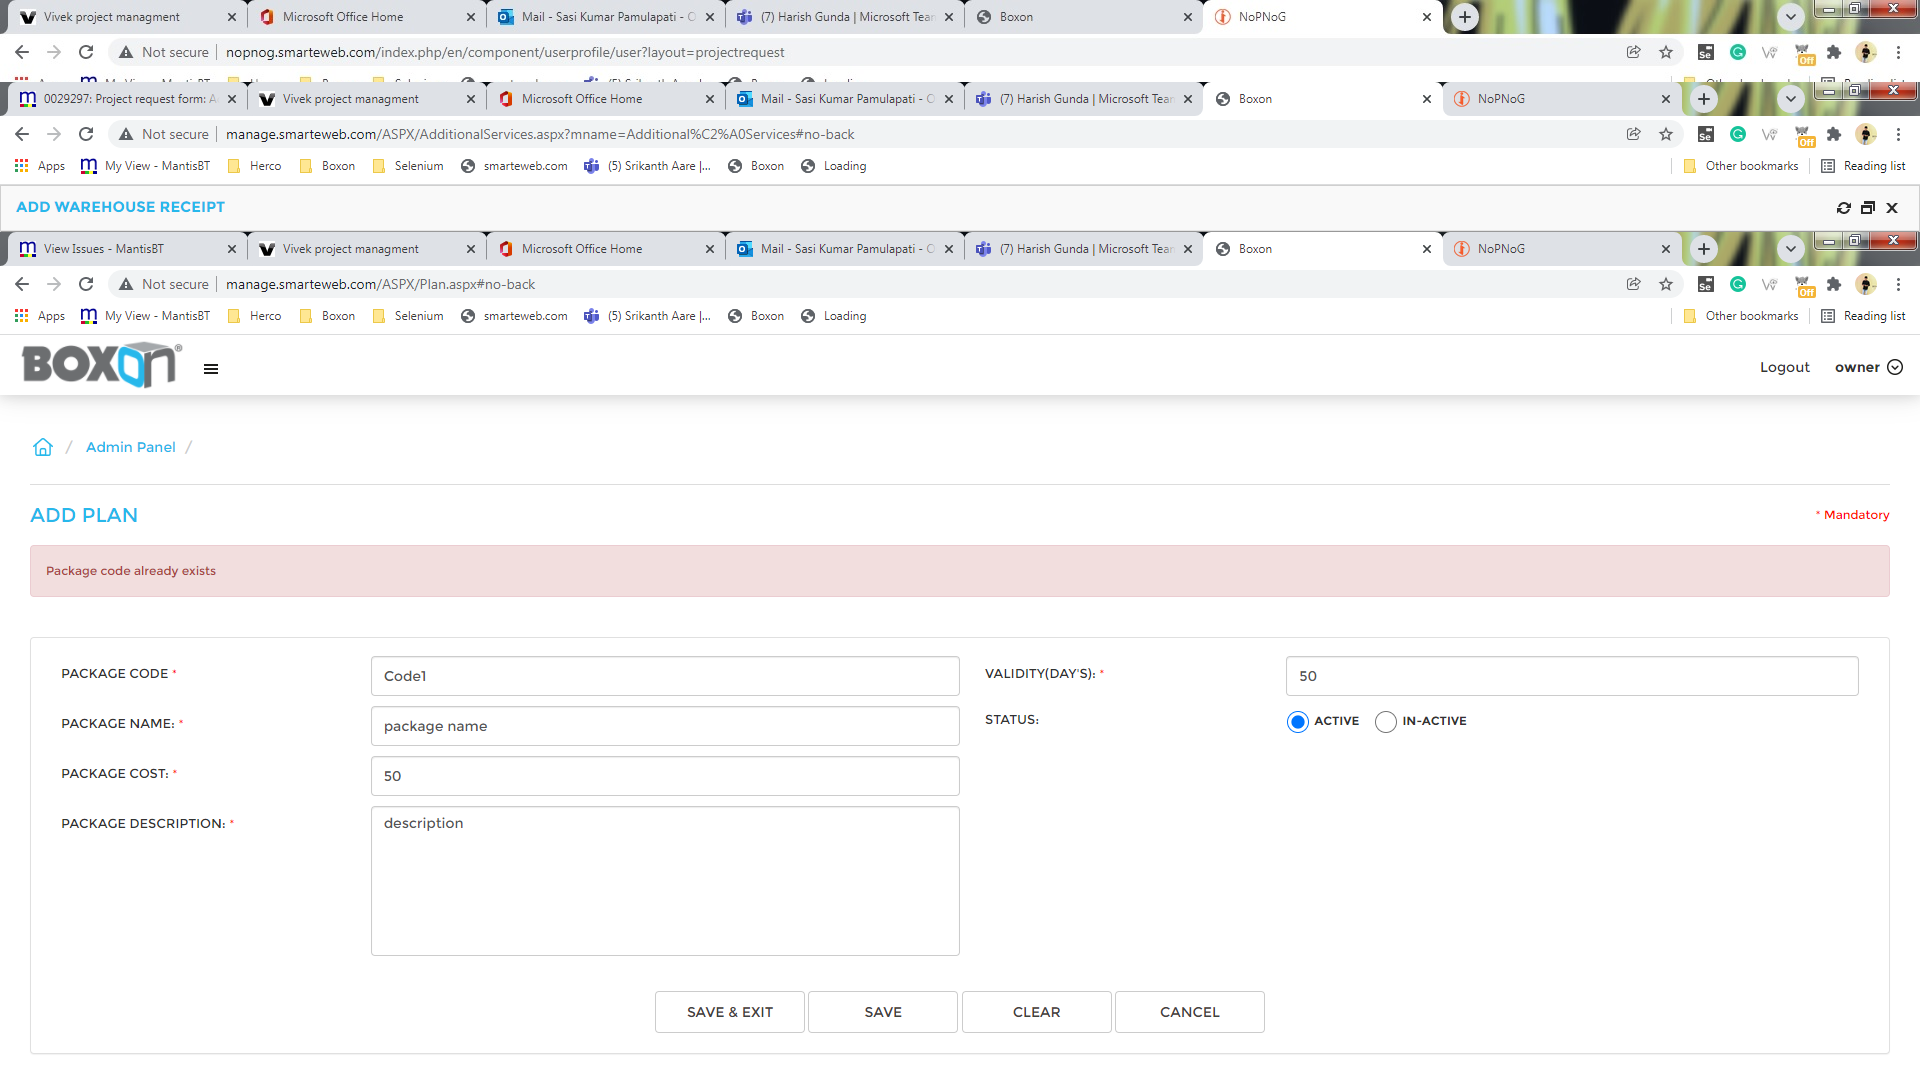 Vivek project managment
Microsoft Office Home
Mail - Sasi Kumar Pamulapati - O
(7) Harish Gunda | Microsoft Tean
Boxon
NoPNoG
Not secure
nopnog.smarteweb.com/index.php/en/component/userprofile/user?layout=projectrequest
0029297: Project request form: A
Vivek project managment
Microsoft Office Home
Mail - Sasi Kumar Pamulapati - O
(7) Harish Gunda | Microsoft Tean
Boxon
NoPNoG
Not secure
manage.smarteweb.com/ASPX/AdditionalServices.aspx?mname=Additional%C2%A0Services#no-back
Se
Off
Apps
My View - MantisBT
Herco
Boxon
Selenium
smarteweb.com
(5) Srikanth Aare |...
Boxon
Loading
Other bookmarks
Reading list
ADD WAREHOUSE RECEIPT
View Issues - MantisBT
Vivek project managment
Microsoft Office Home
Mail - Sasi Kumar Pamulapati - O
(7) Harish Gunda | Microsoft Tean
Boxon
NoPNoG
Not secure
manage.smarteweb.com/ASPX/Plan.aspx#no-back
Se
Off
Apps
My View - MantisBT
Herco
Boxon
Selenium
smarteweb.com
(5) Srikanth Aare |...
Boxon
Loading
Other bookmarks
Reading list
BOXON®
Logout
owner
/ Admin Panel /
ADD PLAN
* Mandatory
Package code already exists
PACKAGE CODE *
Code1
VALIDITY(DAY'S): *
50
PACKAGE NAME: *
package name
STATUS:
ACTIVE
IN-ACTIVE
PACKAGE COST: *
50
PACKAGE DESCRIPTION: *
description
SAVE & EXIT
SAVE
CLEAR
CANCEL